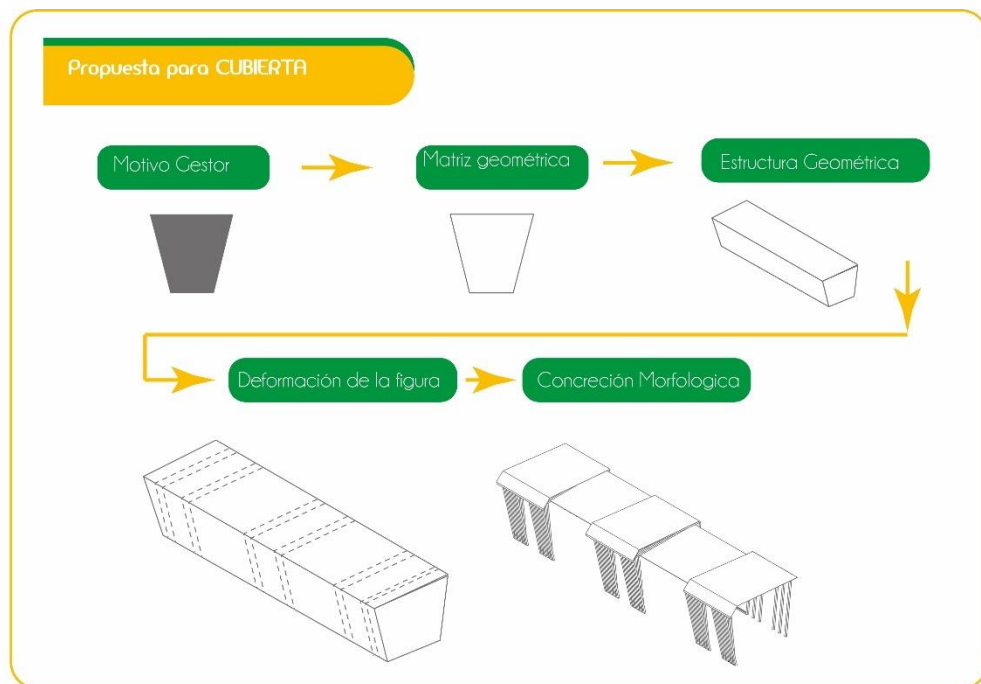 Propuesta para CUBIERTA
Motivo Gestor
Matriz geométrica
Estructura Geométrica
Deformación de la figura
Concreción Morfologica